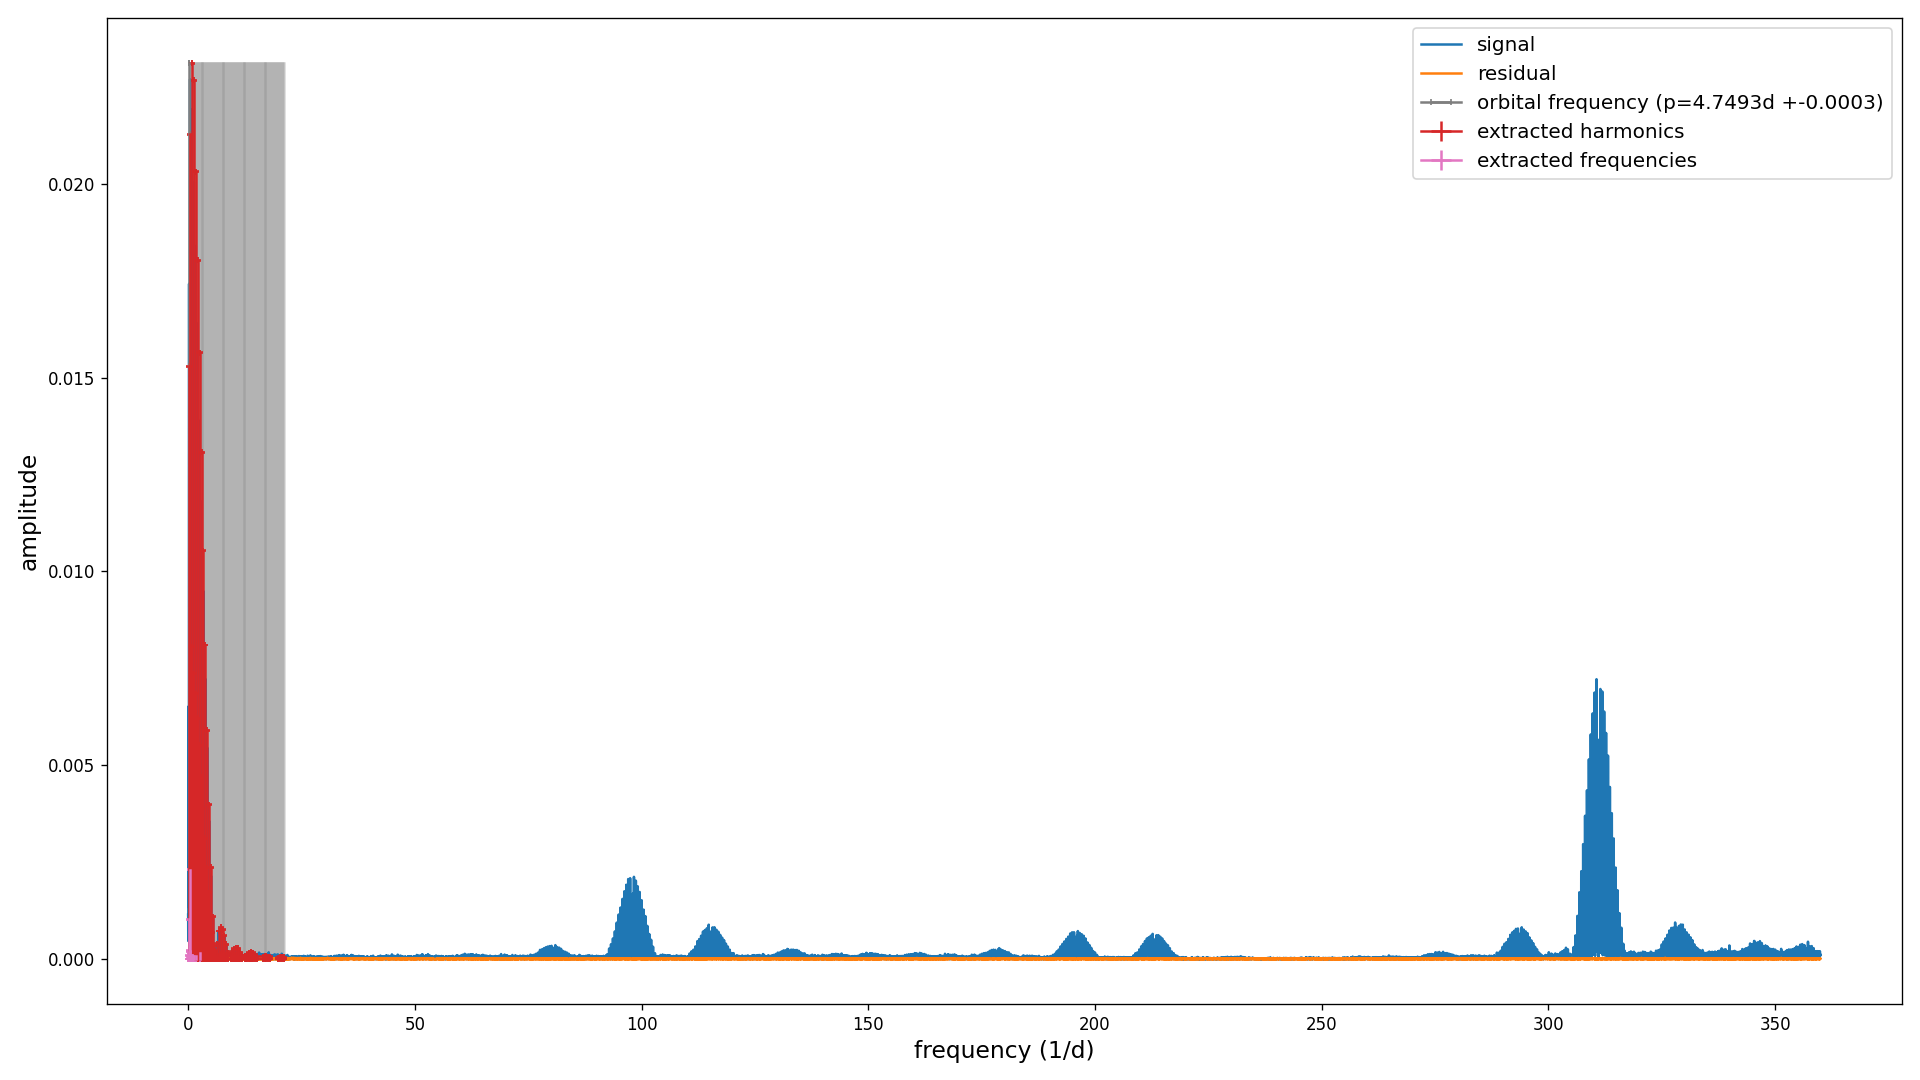 signal
residual
orbital frequency (p=4.7493d +-0.0003)
extracted harmonics
extracted frequencies
0.020
0.015
0.010
0.005
0.000
amplitude
0 50 100 150 200 250 300 350
frequency (1/d)